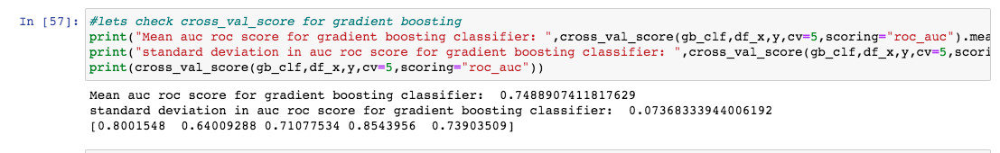 In [57]: #lets check cross_val_score for gradient boosting
print("Mean auc roc score for gradient boosting classifier: ",cross_val_score(gb_clf,df_x,y,cv=5,scoring="roc_auc").mea
print("standard deviation in auc roc score for gradient boosting classifier: ",cross_val_score(gb_clf,df_x,y,cv=5,scori
print(cross_val_score(gb_clf,df_x,y,cv=5,scoring="roc_auc"))
Mean auc roc score for gradient boosting classifier:  0.7488907411817629
standard deviation in auc roc score for gradient boosting classifier:  0.07368333944006192
[0.8001548  0.64009288 0.71077534 0.8543956  0.73903509]